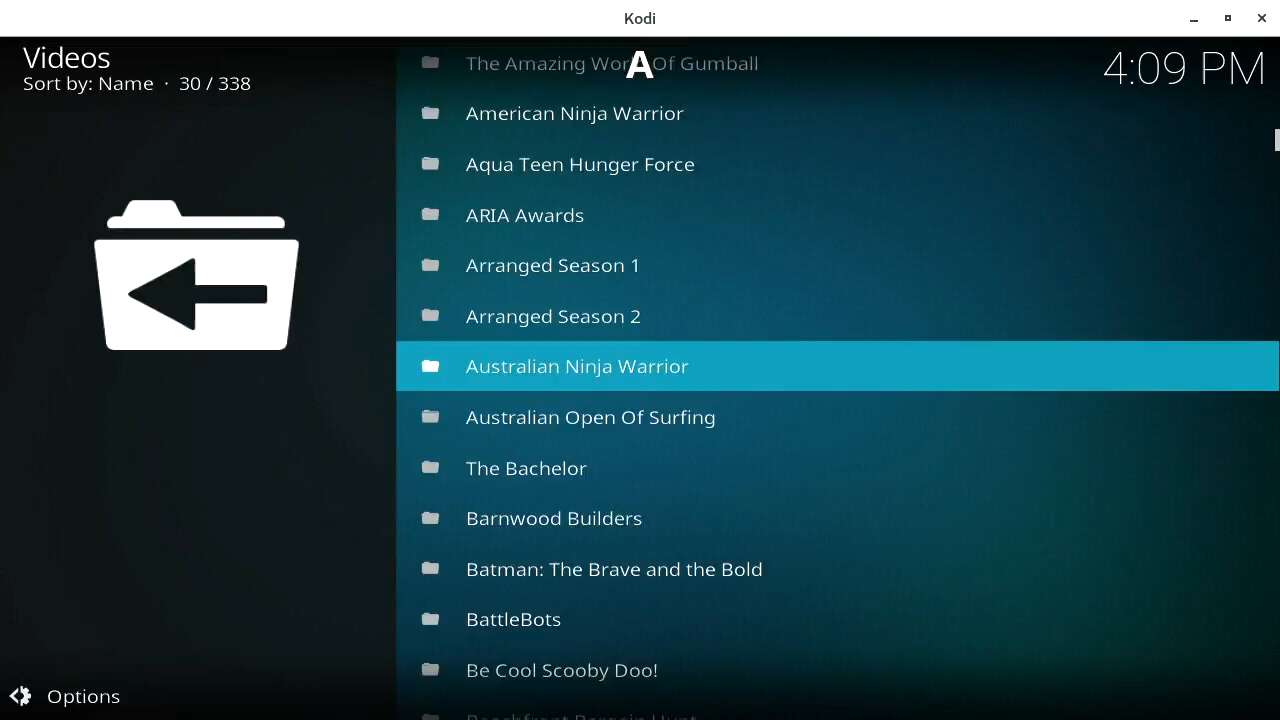 Kodi
Videos
Sort by: Name · 30 / 338
A
4:09 PM
The Amazing Wor Of Gumball
American Ninja Warrior
Aqua Teen Hunger Force
ARIA Awards
Arranged Season 1
Arranged Season 2
Australian Ninja Warrior
Australian Open Of Surfing
The Bachelor
Barnwood Builders
Batman: The Brave and the Bold
BattleBots
Be Cool Scooby Doo!
Options